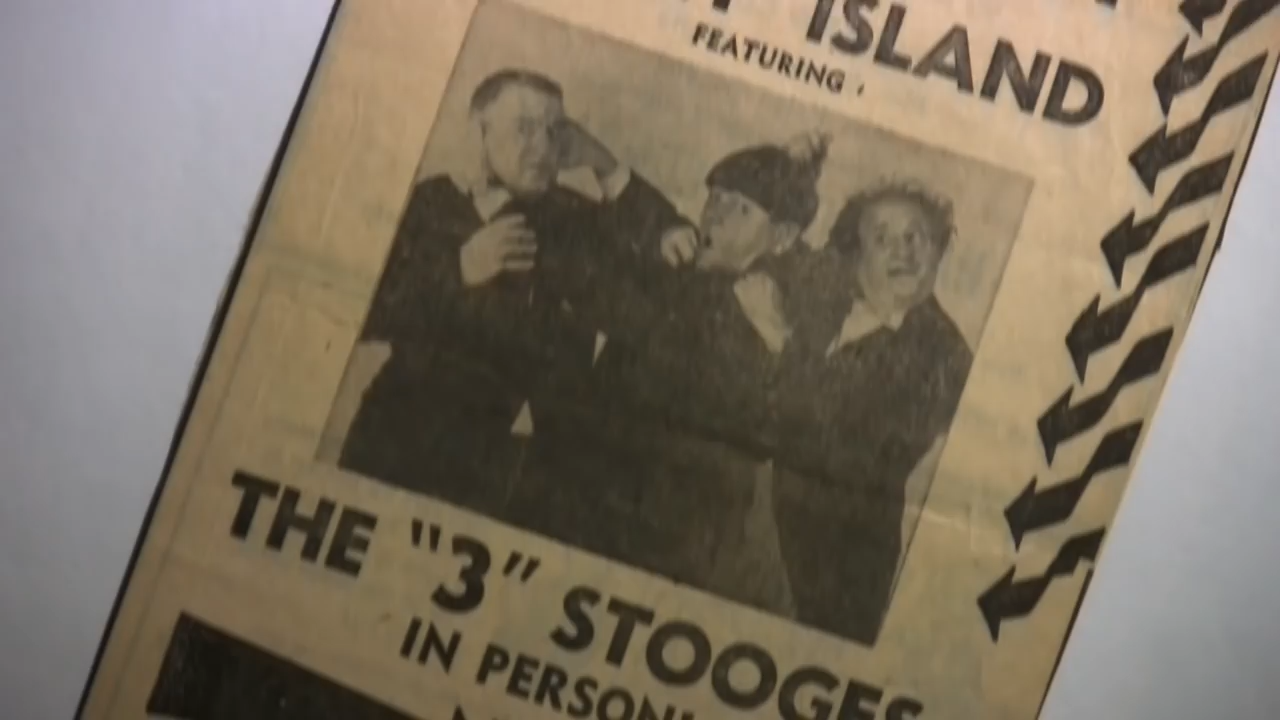 ISLAND
FEATURING
THE "3" STOOGES
IN PERSON!